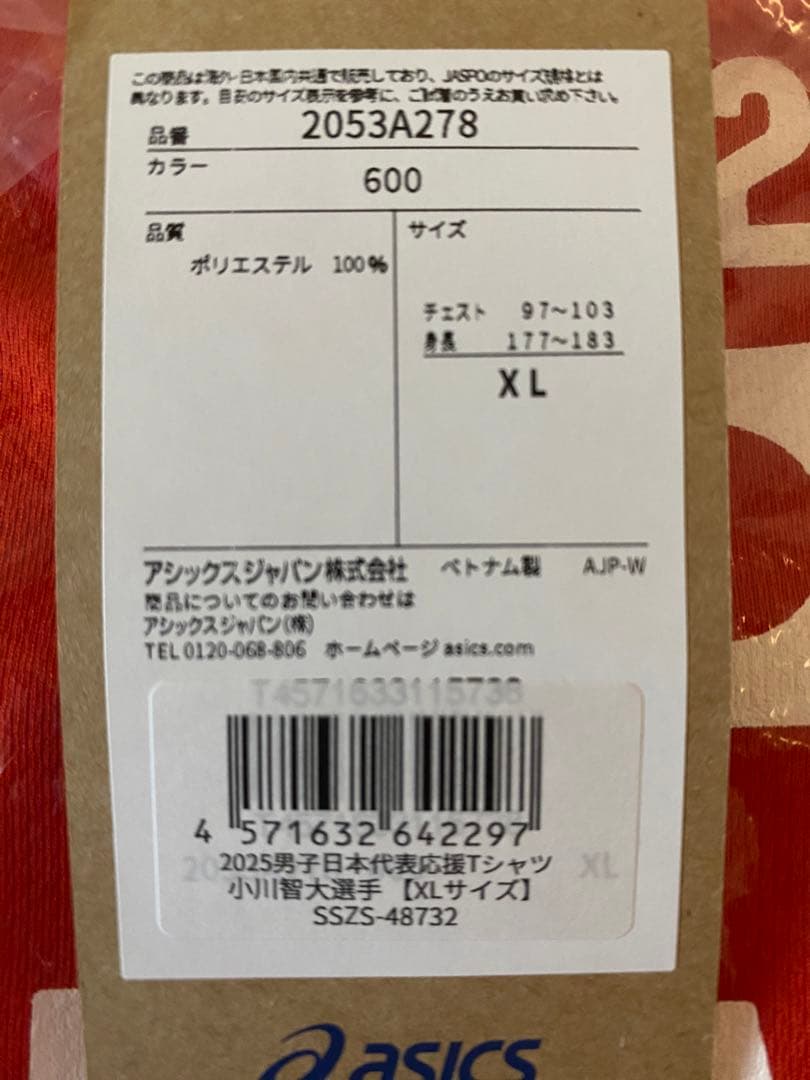 この商品は海外・日本国内共通で販売しており、JASPOのサイズ規格とは
異なります。目安のサイズ表示を参考に、ご試着のうえお買い求め下さい。
品番 2053A278
カラー 600
品質 サイズ
ポリエステル 100%
チェスト 97~103
身長 177~183
XL
アシックスジャパン株式会社 ベトナム製 AJP-W
商品についてのお問い合わせは
アシックスジャパン(株)
TEL 0120-068-806 ホームページ asics.com
T4571633115738
4 571632 642297
2025男子日本代表応援Tシャツ
小川智大選手 【XLサイズ】
SSZS-48732
XL
asics
2